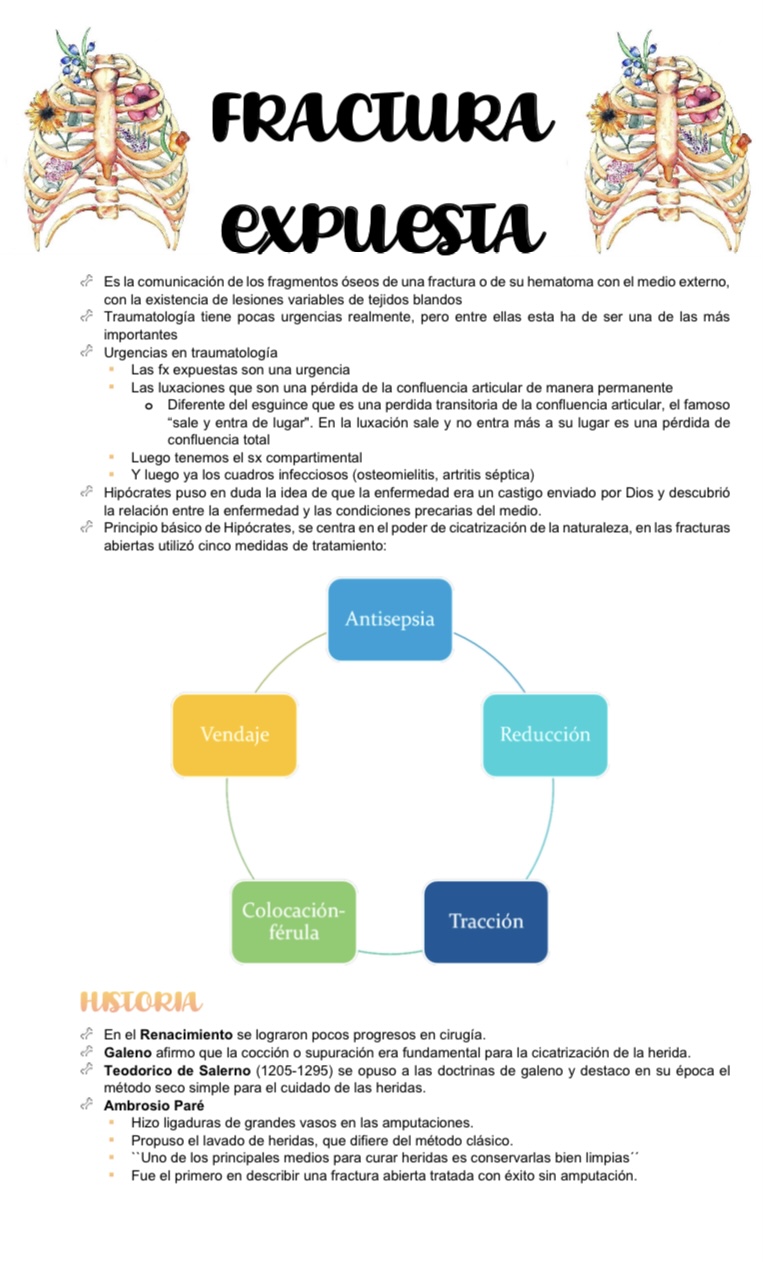 FRACTURA
EXPUESTA
Es la comunicación de los fragmentos óseos de una fractura o de su hematoma con el medio externo,
con la existencia de lesiones variables de tejidos blandos
Traumatología tiene pocas urgencias realmente, pero entre ellas esta ha de ser una de las más
importantes
Urgencias en traumatología
Las fx expuestas son una urgencia
Las luxaciones que son una pérdida de la confluencia articular de manera permanente
o Diferente del esguince que es una perdida transitoria de la confluencia articular, el famoso
“sale y entra de lugar". En la luxación sale y no entra más a su lugar es una pérdida de
confluencia total
Luego tenemos el sx compartimental
Y luego ya los cuadros infecciosos (osteomielitis, artritis séptica)
Hipócrates puso en duda la idea de que la enfermedad era un castigo enviado por Dios y descubrió
la relación entre la enfermedad y las condiciones precarias del medio.
Principio básico de Hipócrates, se centra en el poder de cicatrización de la naturaleza, en las fracturas
abiertas utilizó cinco medidas de tratamiento:
Antisepsia
Reducción
Tracción
Colocación-
férula
Vendaje
HISTORIA
En el Renacimiento se lograron pocos progresos en cirugía.
Galeno afirmo que la cocción o supuración era fundamental para la cicatrización de la herida.
Teodorico de Salerno (1205-1295) se opuso a las doctrinas de galeno y destaco en su época el
método seco simple para el cuidado de las heridas.
Ambrosio Paré
Hizo ligaduras de grandes vasos en las amputaciones.
Propuso el lavado de heridas, que difiere del método clásico.
``Uno de los principales medios para curar heridas es conservarlas bien limpias´´
Fue el primero en describir una fractura abierta tratada con éxito sin amputación.